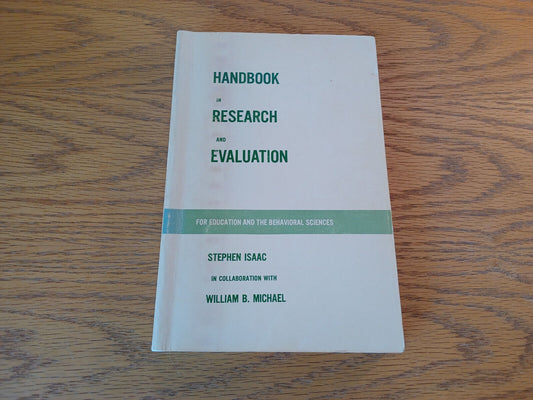 HANDBOOK
IN
RESEARCH
AND
EVALUATION
FOR EDUCATION AND THE BEHAVIORAL SCIENCES
STEPHEN ISAAC
IN COLLABORATION WITH
WILLIAM B. MICHAEL